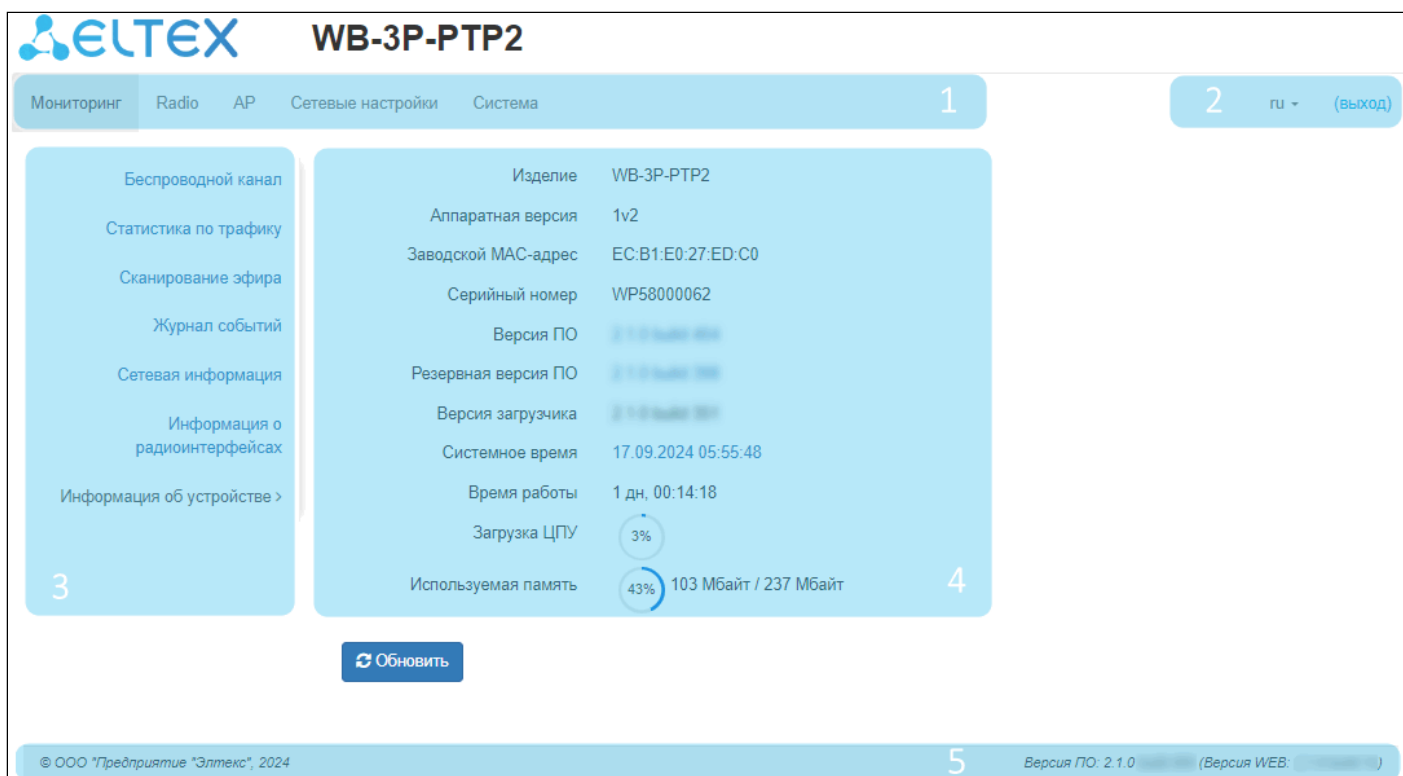 ELTEX WB-3P-PTP2
Мониторинг Radio AP Сетевые настройки Система 1 2 ru (выход)
Беспроводной канал
Статистика по трафику
Сканирование эфира
Журнал событий
Сетевая информация
Информация о
радиоинтерфейсах
Информация об устройстве >
3
Изделие WB-3P-PTP2
Аппаратная версия 1v2
Заводской MAC-адрес EC:B1:E0:27:ED:C0
Серийный номер WP58000062
Версия ПО
Резервная версия ПО
Версия загрузчика
Системное время 17.09.2024 05:55:48
Время работы 1 дн, 00:14:18
Загрузка ЦПУ 3%
Используемая память 43% 103 Мбайт / 237 Мбайт
4
Обновить
© ООО "Предприятие "Элтекс", 2024 5 Версия ПО: 2.1.0 (Версия WEB: )